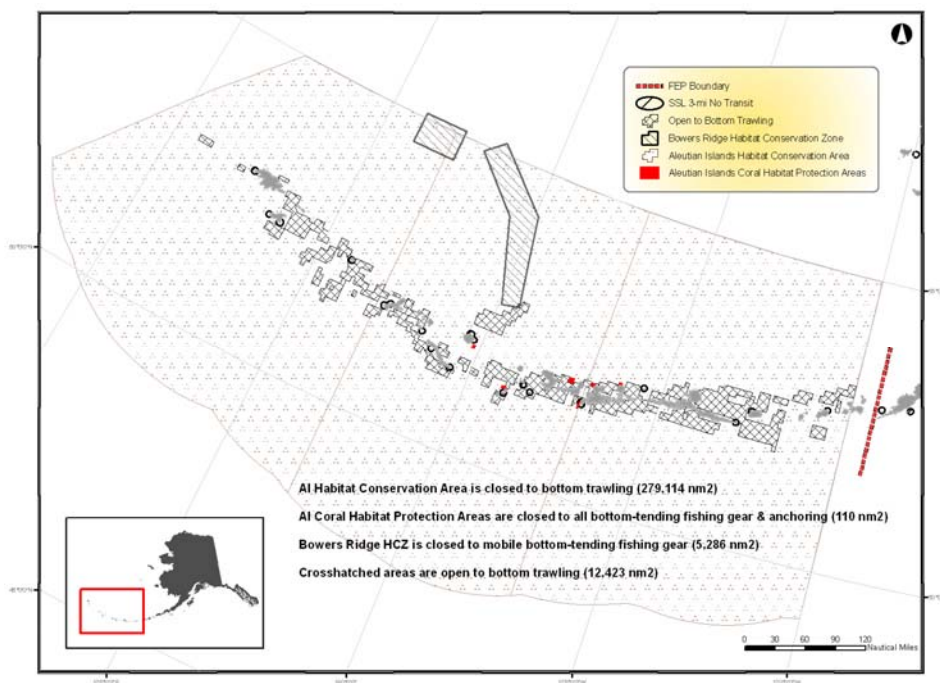 FEP Boundary
SSL 3-mi No Transit
Open to Bottom Trawling
Bowers Ridge Habitat Conservation Zone
Aleutian Islands Habitat Conservation Area
Aleutian Islands Coral Habitat Protection Areas
AI Habitat Conservation Area is closed to bottom trawling (279,114 nm2)
AI Coral Habitat Protection Areas are closed to all bottom-tending fishing gear & anchoring (110 nm2)
Bowers Ridge HCZ is closed to mobile bottom-tending fishing gear (5,286 nm2)
Crosshatched areas are open to bottom trawling (12,423 nm2)
0 30 60 90 120
Nautical Miles